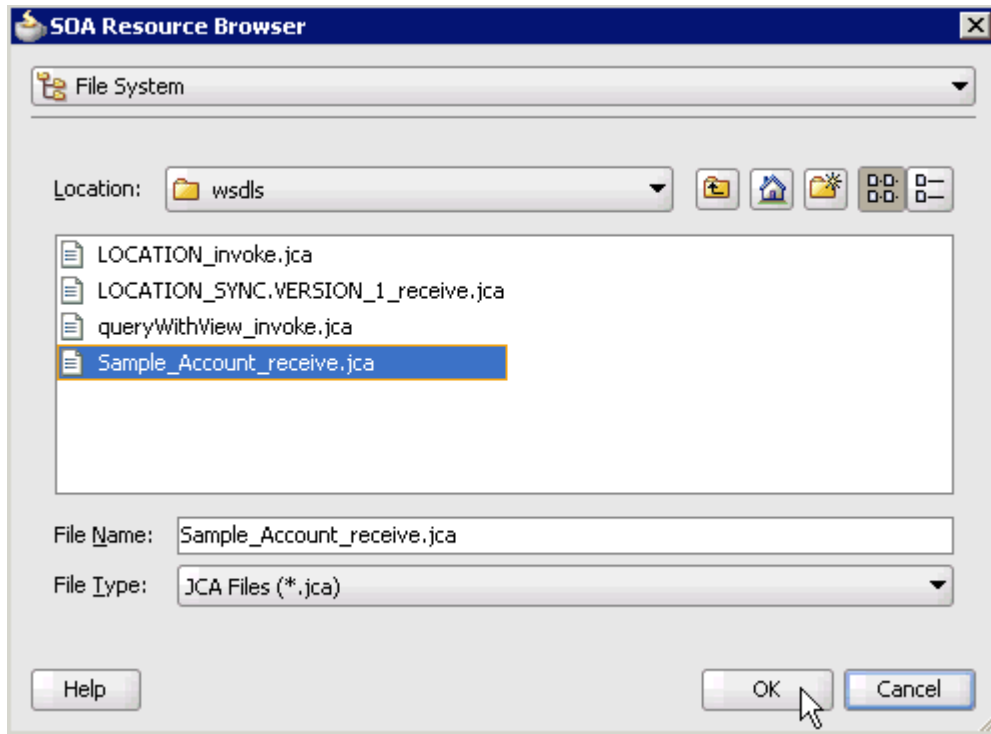 SOA Resource Browser
File System
Location: wsdls
LOCATION_invoke.jca
LOCATION_SYNC.VERSION_1_receive.jca
queryWithView_invoke.jca
Sample_Account_receive.jca
File Name: Sample_Account_receive.jca
File Type: JCA Files (*.jca)
Help OK Cancel